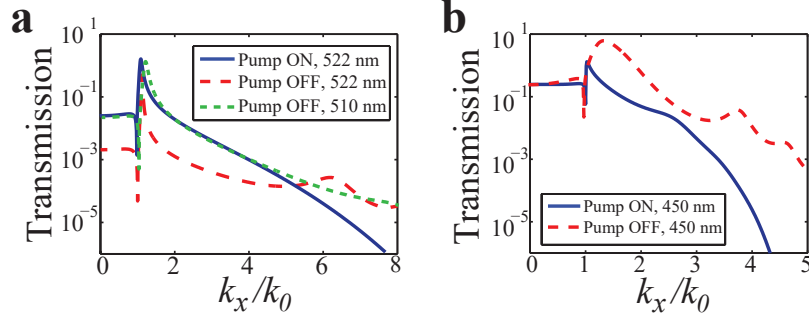 a
Transmission
10^1
10^-1
10^-3
10^-5
Pump ON, 522 nm
Pump OFF, 522 nm
Pump OFF, 510 nm
0 2 4 6 8
k_x/k_0
b
Transmission
10^1
10^-1
10^-3
10^-5
Pump ON, 450 nm
Pump OFF, 450 nm
0 1 2 3 4 5
k_x/k_0